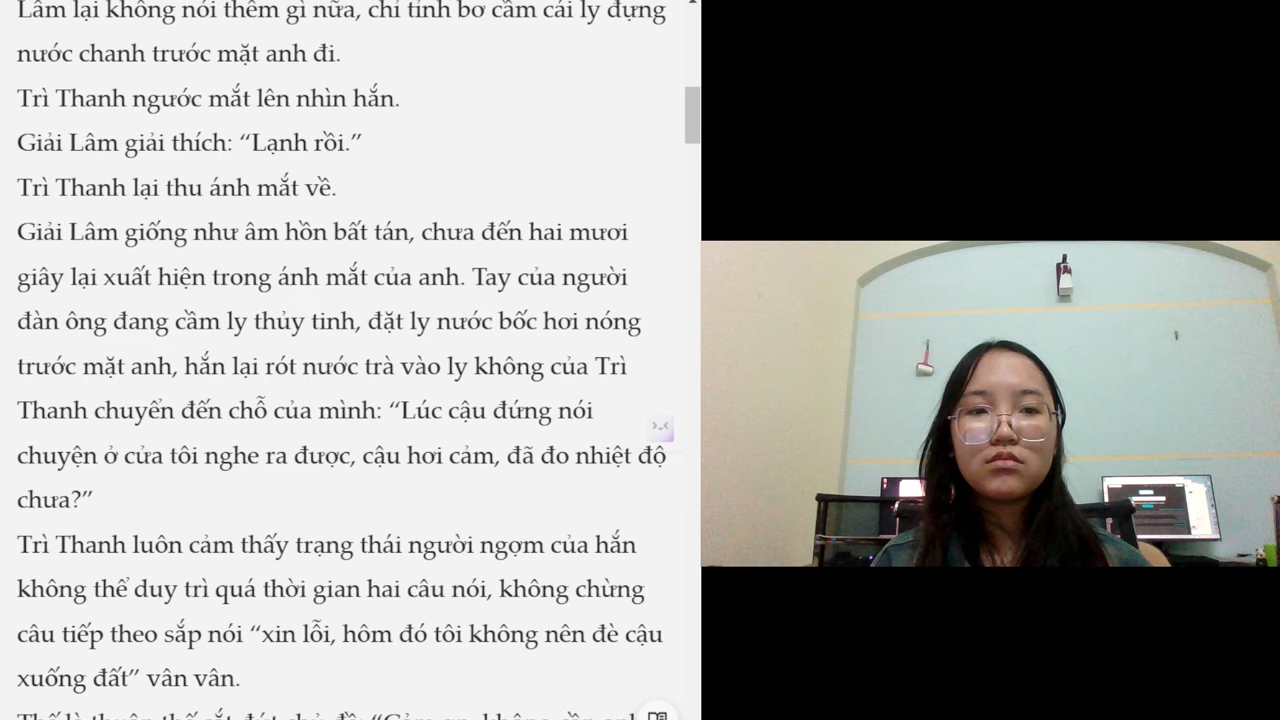 Lâm lại không nói thêm gì nữa, chỉ tỉnh bơ cầm cái ly đựng
nước chanh trước mặt anh đi.
Trì Thanh ngước mắt lên nhìn hắn.
Giải Lâm giải thích: “Lạnh rồi.”
Trì Thanh lại thu ánh mắt về.
Giải Lâm giống như âm hồn bất tán, chưa đến hai mươi
giây lại xuất hiện trong ánh mắt của anh. Tay của người
đàn ông đang cầm ly thủy tinh, đặt ly nước bốc hơi nóng
trước mặt anh, hắn lại rót nước trà vào ly không của Trì
Thanh chuyển đến chỗ của mình: “Lúc cậu đứng nói
chuyện ở cửa tôi nghe ra được, cậu hơi cảm, đã đo nhiệt độ
chưa?”
Trì Thanh luôn cảm thấy trạng thái người ngợm của hắn
không thể duy trì quá thời gian hai câu nói, không chừng
câu tiếp theo sắp nói “xin lỗi, hôm đó tôi không nên đè cậu
xuống đất” vân vân.